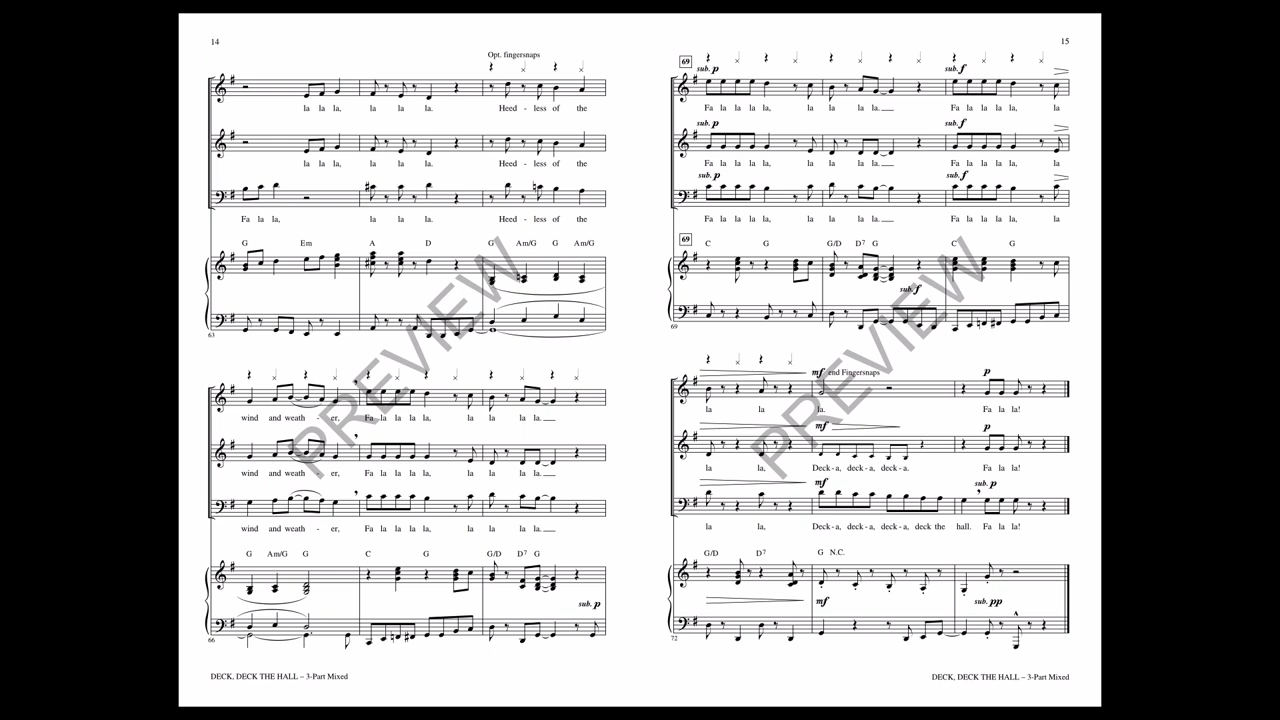 14
Opt. fingersnaps
la la la, la la la. Heed - less of the
la la la, la la la. Heed - less of the
Fa la la, la la la. Heed - less of the
G Em A D G Am/G G Am/G
63
wind and weath - er, Fa la la la la, la la la la.
wind and weath - er, Fa la la la la, la la la la.
wind and weath - er, Fa la la la la, la la la la.
G Am/G G C G G/D D7 G
sub. p
66
DECK, DECK THE HALL – 3-Part Mixed
15
69
sub. p sub. f
Fa la la la la, la la la la. Fa la la la la, la
sub. p sub. f
Fa la la la la, la la la la. Fa la la la la, la
sub. p sub. f
Fa la la la la, la la la la. Fa la la la la, la
69
C G G/D D7 G C G
sub. f
69
mf end Fingersnaps p
la la la. Fa la la!
mf p
la la, Deck - a, deck - a, deck - a. Fa la la!
mf sub. p
la la, Deck - a, deck - a, deck - a, deck the hall. Fa la la!
G/D D7 G N.C.
mf sub. pp
72
DECK, DECK THE HALL – 3-Part Mixed
PREVIEW
PREVIEW